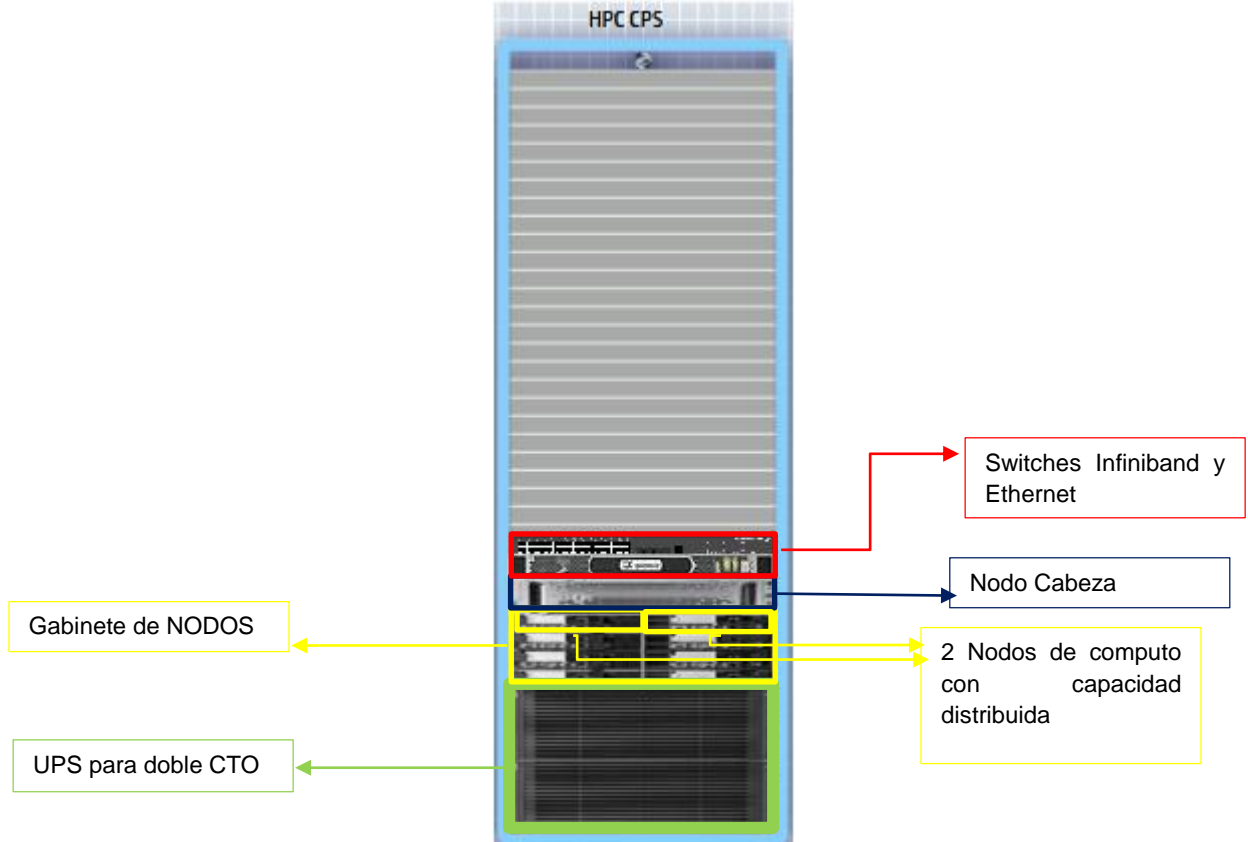 HPC CPS
Switches Infiniband y
Ethernet
Nodo Cabeza
Gabinete de NODOS
2 Nodos de computo
con capacidad
distribuida
UPS para doble CTO